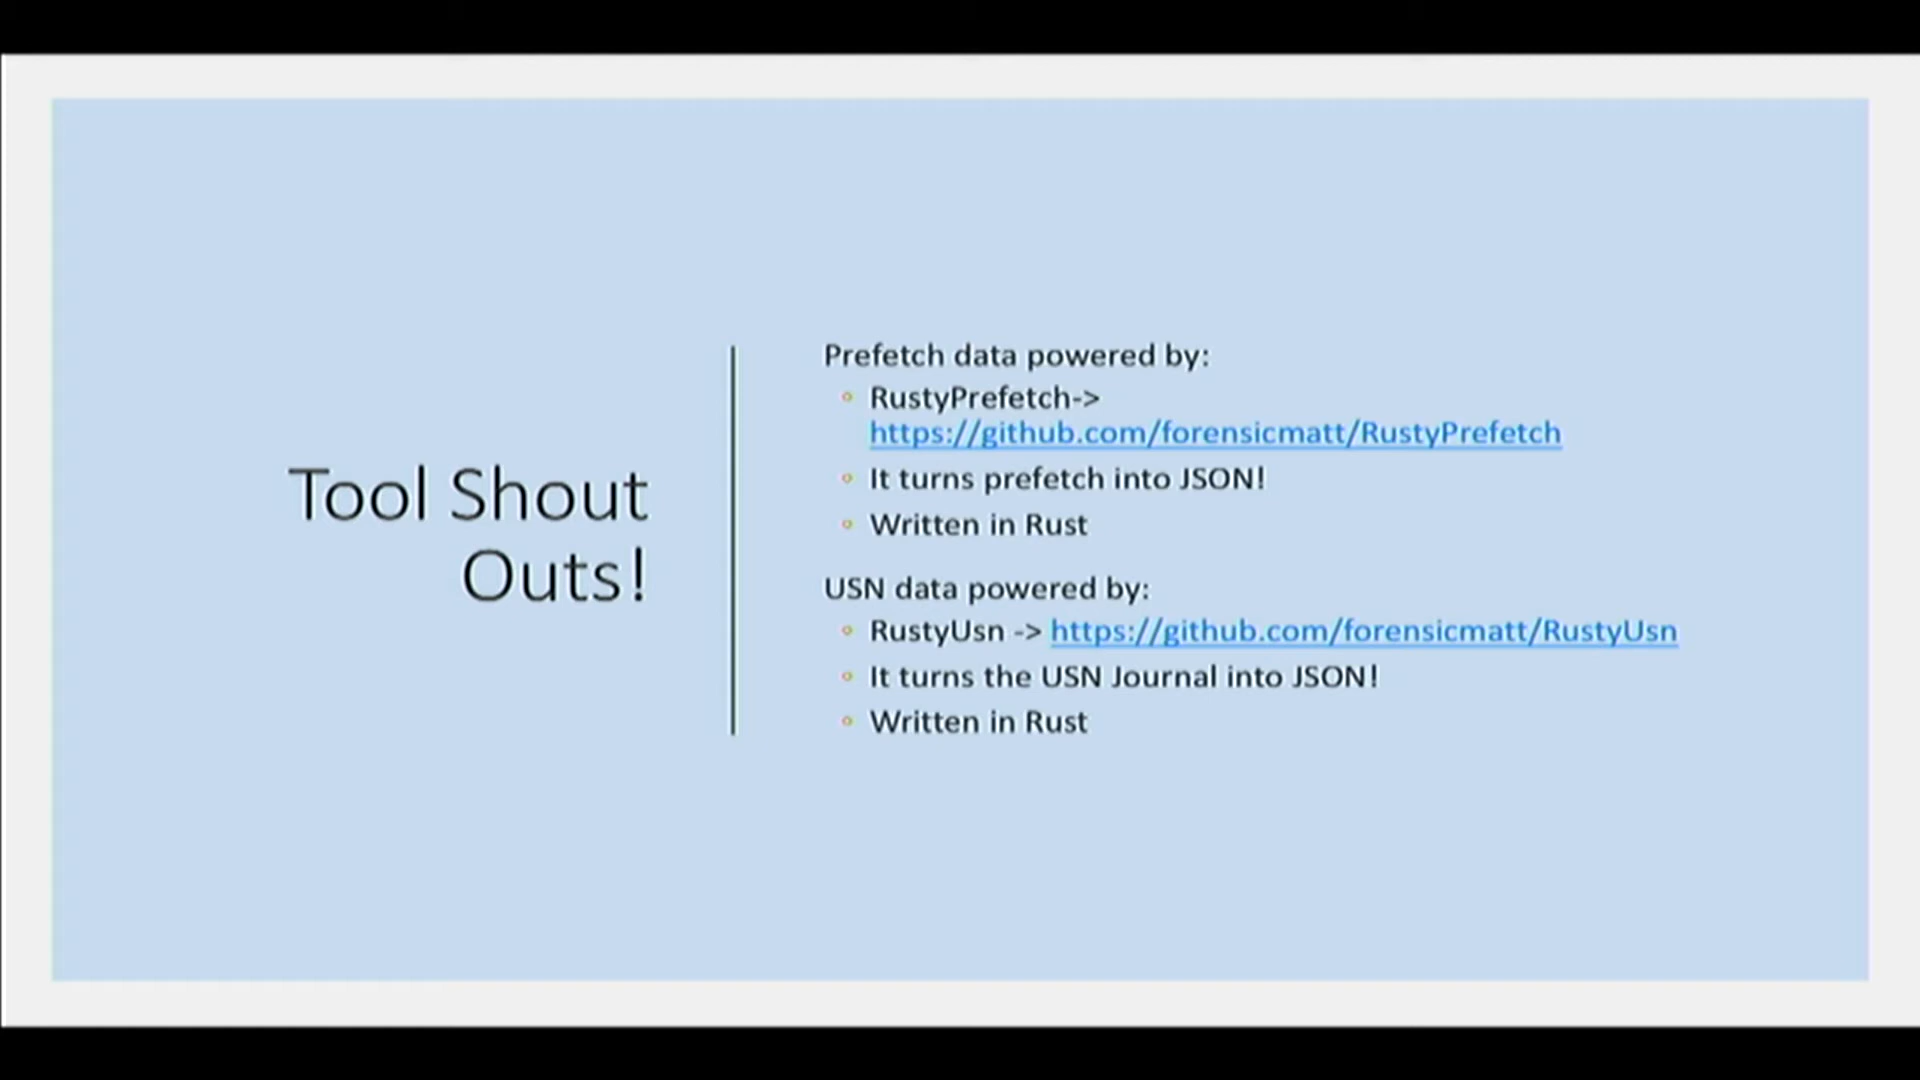 Tool Shout
Outs!
Prefetch data powered by:
RustyPrefetch->
https://github.com/forensicmatt/RustyPrefetch
It turns prefetch into JSON!
Written in Rust
USN data powered by:
RustyUsn -> https://github.com/forensicmatt/RustyUsn
It turns the USN Journal into JSON!
Written in Rust